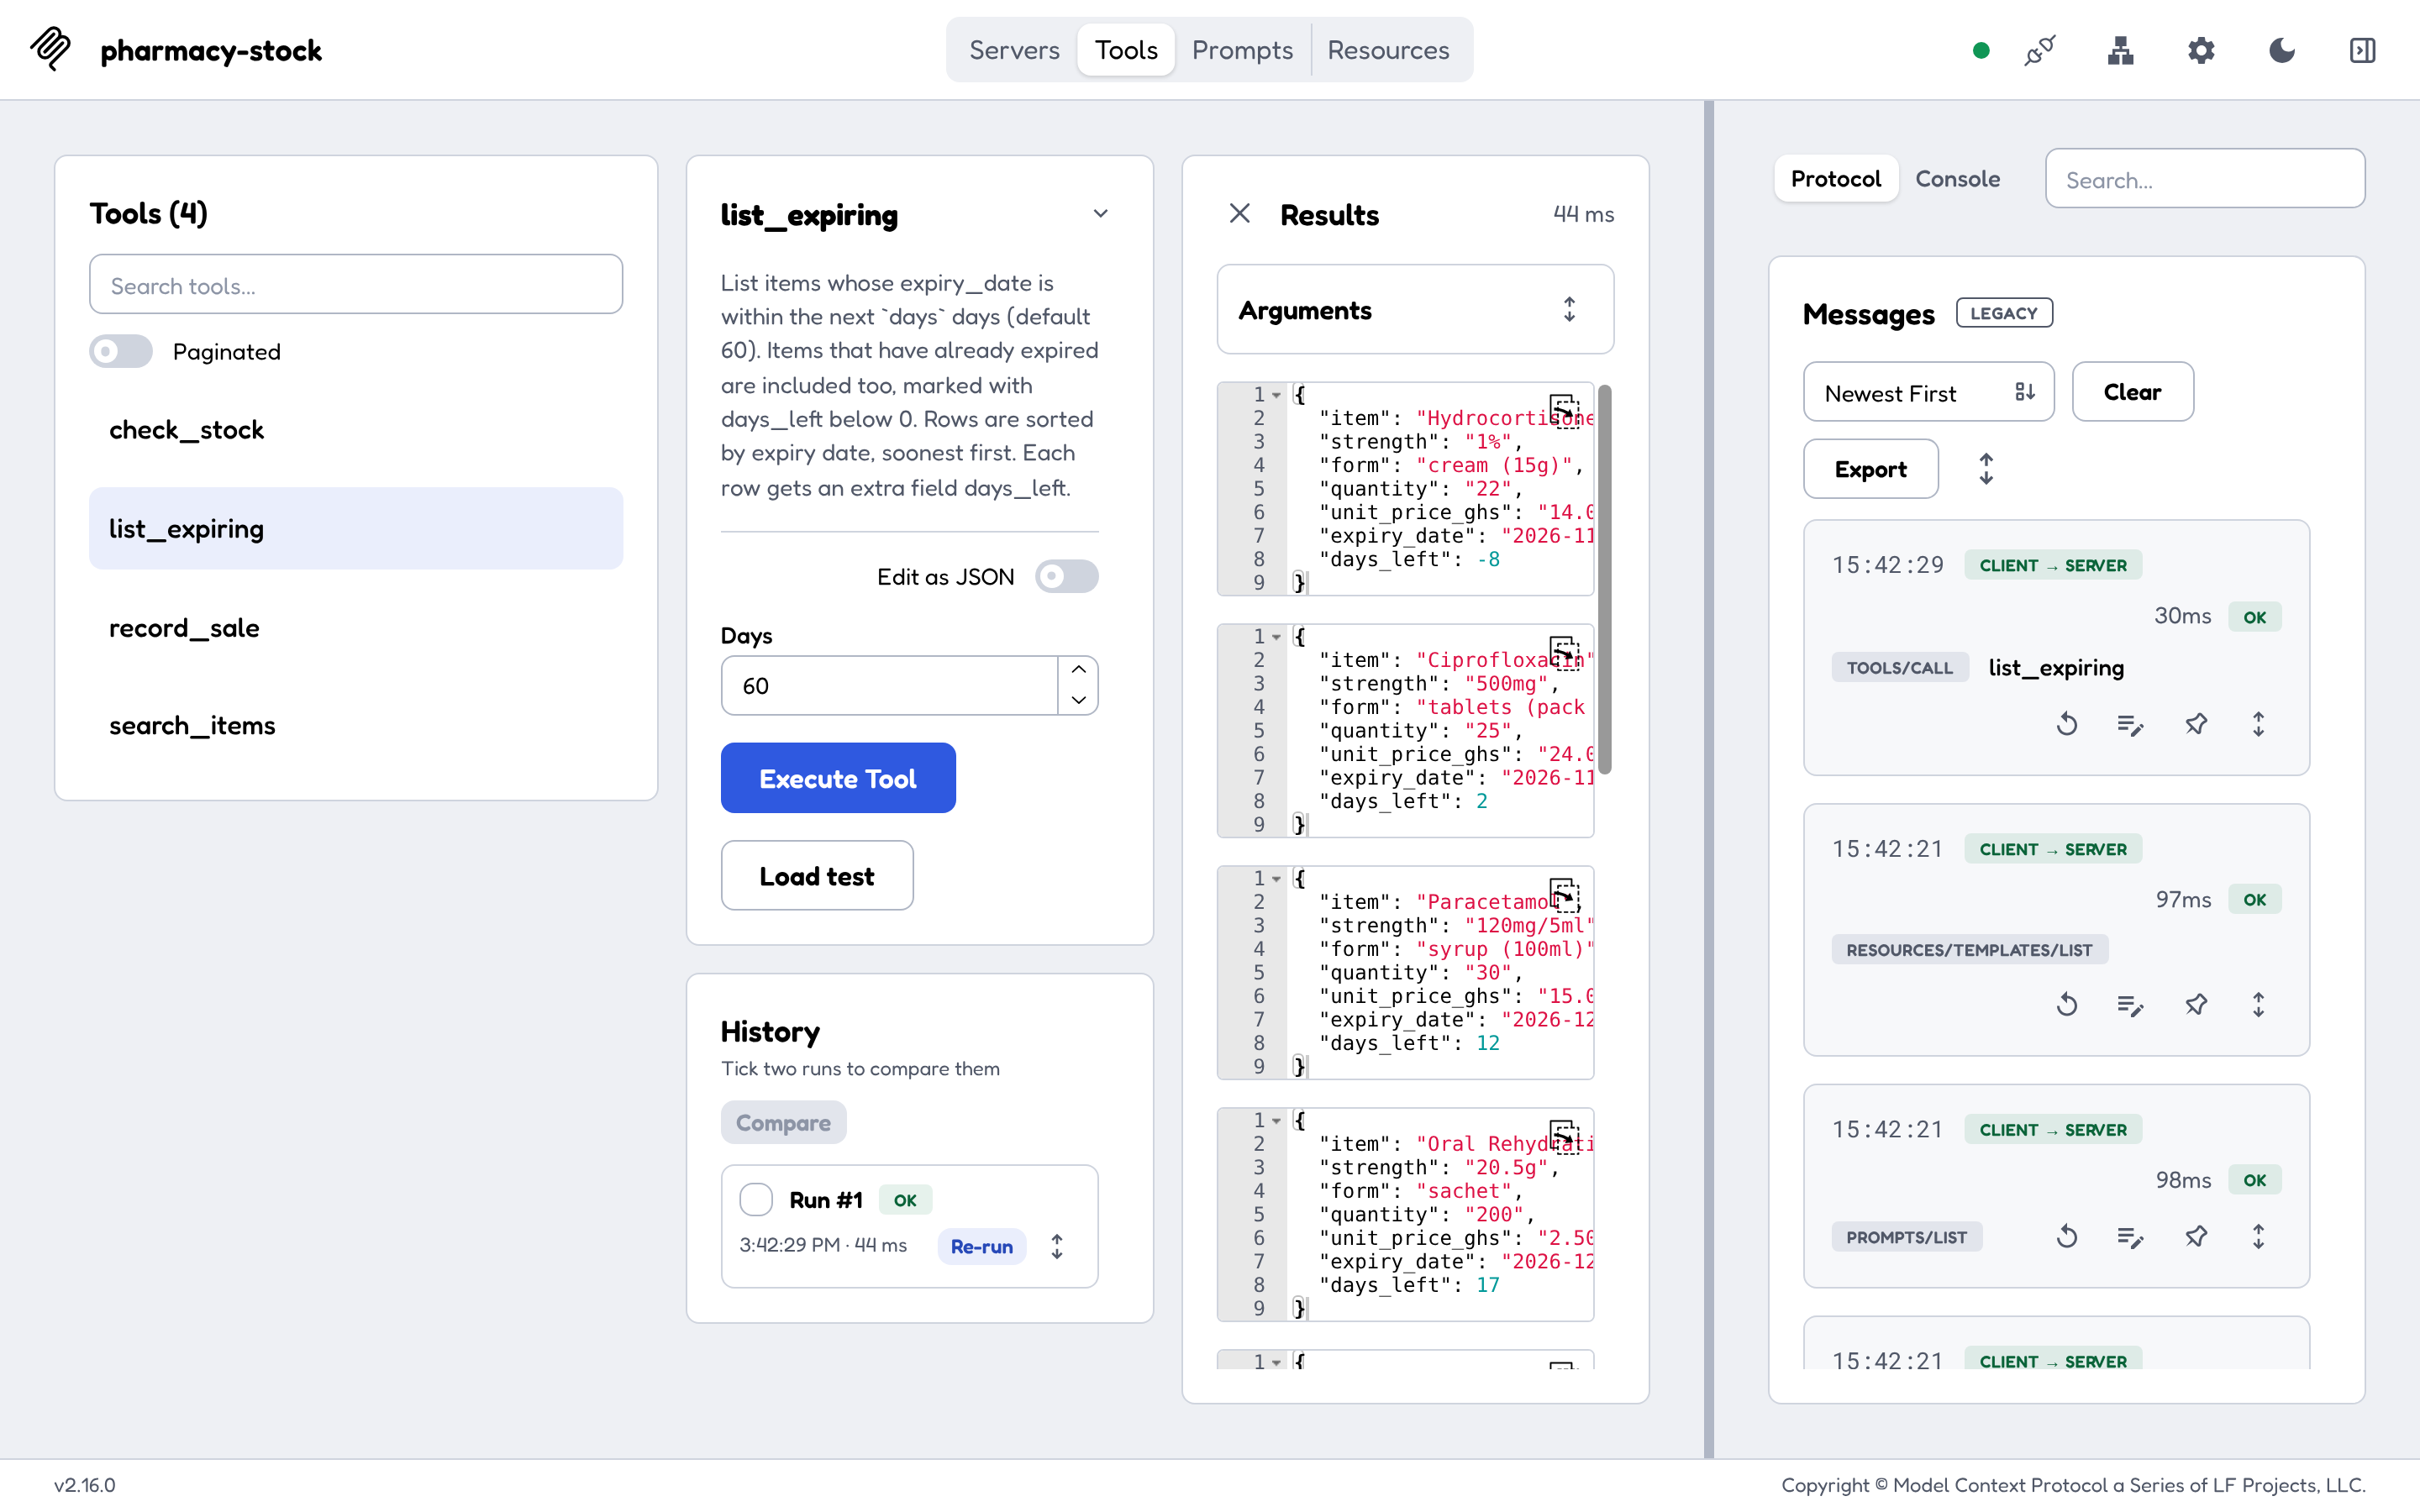 pharmacy-stock
Servers Tools Prompts Resources
Tools (4)
Search tools...
Paginated
check_stock
list_expiring
record_sale
search_items
list_expiring
List items whose expiry_date is
within the next `days` days (default
60). Items that have already expired
are included too, marked with
days_left below 0. Rows are sorted
by expiry date, soonest first. Each
row gets an extra field days_left.
Edit as JSON
Days
60
Execute Tool
Load test
History
Tick two runs to compare them
Compare
Run #1 OK
3:42:29 PM · 44 ms Re-run
Results 44 ms
Arguments
1 {
2 "item": "Hydrocortisone
3 "strength": "1%",
4 "form": "cream (15g)",
5 "quantity": "22",
6 "unit_price_ghs": "14.0
7 "expiry_date": "2026-11
8 "days_left": -8
9 }
1 {
2 "item": "Ciprofloxacin"
3 "strength": "500mg",
4 "form": "tablets (pack
5 "quantity": "25",
6 "unit_price_ghs": "24.0
7 "expiry_date": "2026-11
8 "days_left": 2
9 }
1 {
2 "item": "Paracetamol",
3 "strength": "120mg/5ml"
4 "form": "syrup (100ml)"
5 "quantity": "30",
6 "unit_price_ghs": "15.0
7 "expiry_date": "2026-12
8 "days_left": 12
9 }
1 {
2 "item": "Oral Rehydrati
3 "strength": "20.5g",
4 "form": "sachet",
5 "quantity": "200",
6 "unit_price_ghs": "2.50
7 "expiry_date": "2026-12
8 "days_left": 17
9 }
1 {
Protocol Console Search...
Messages LEGACY
Newest First Clear
Export
15:42:29 CLIENT → SERVER
30ms OK
TOOLS/CALL list_expiring
15:42:21 CLIENT → SERVER
97ms OK
RESOURCES/TEMPLATES/LIST
15:42:21 CLIENT → SERVER
98ms OK
PROMPTS/LIST
15:42:21 CLIENT → SERVER
v2.16.0
Copyright © Model Context Protocol a Series of LF Projects, LLC.